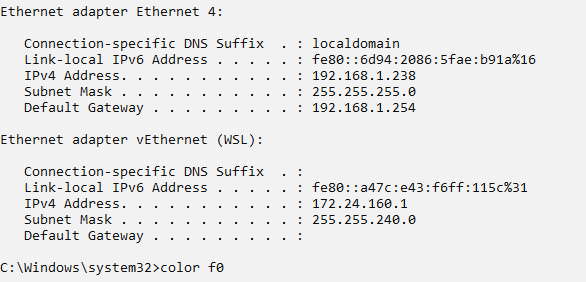 Ethernet adapter Ethernet 4:
Connection-specific DNS Suffix  . : localdomain
Link-local IPv6 Address . . . . . : fe80::6d94:2086:5fae:b91a%16
IPv4 Address. . . . . . . . . . . : 192.168.1.238
Subnet Mask . . . . . . . . . . . : 255.255.255.0
Default Gateway . . . . . . . . . : 192.168.1.254
Ethernet adapter vEthernet (WSL):
Connection-specific DNS Suffix  . :
Link-local IPv6 Address . . . . . : fe80::a47c:e43:f6ff:115c%31
IPv4 Address. . . . . . . . . . . : 172.24.160.1
Subnet Mask . . . . . . . . . . . : 255.255.240.0
Default Gateway . . . . . . . . . :
C:\Windows\system32>color f0